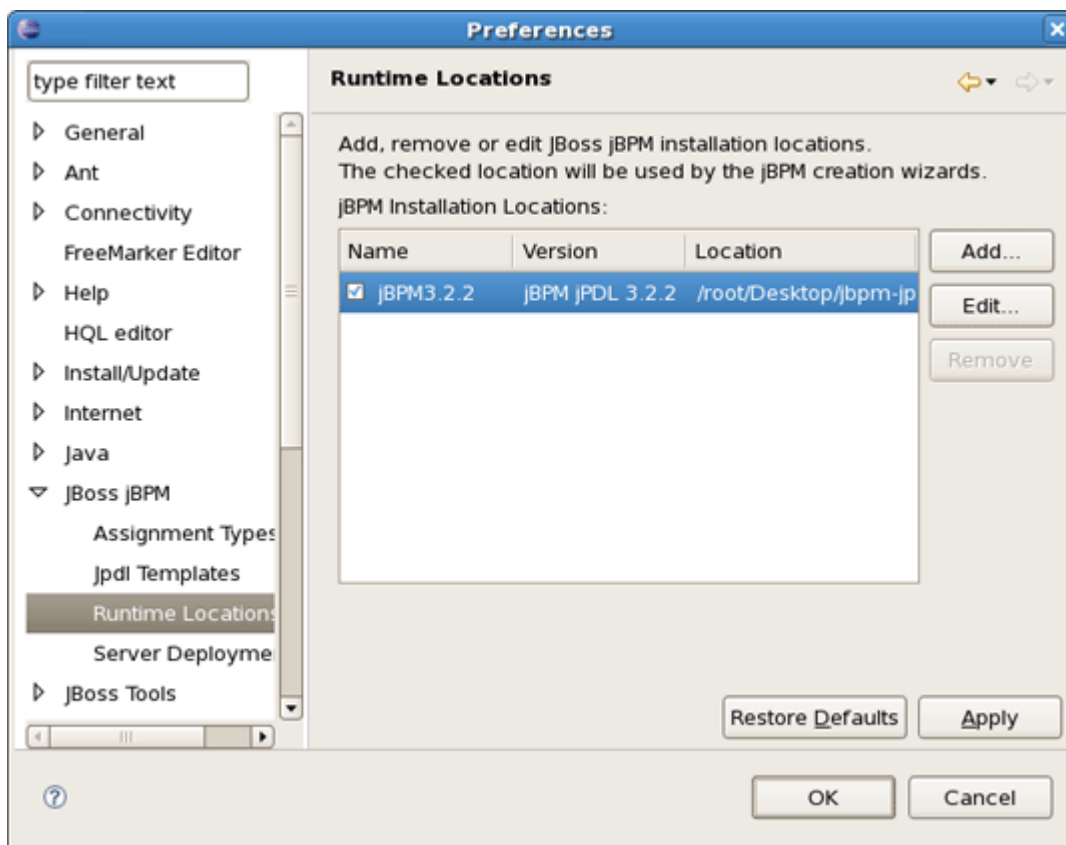 Preferences
type filter text
General
Ant
Connectivity
FreeMarker Editor
Help
HQL editor
Install/Update
Internet
Java
JBoss jBPM
Assignment Types
Jpdl Templates
Runtime Locations
Server Deployme
JBoss Tools
Runtime Locations
Add, remove or edit JBoss jBPM installation locations.
The checked location will be used by the jBPM creation wizards.
jBPM Installation Locations:
Name Version Location
jBPM3.2.2 jBPM jPDL 3.2.2 /root/Desktop/jbpm-jp
Add...
Edit...
Remove
Restore Defaults Apply
? OK Cancel